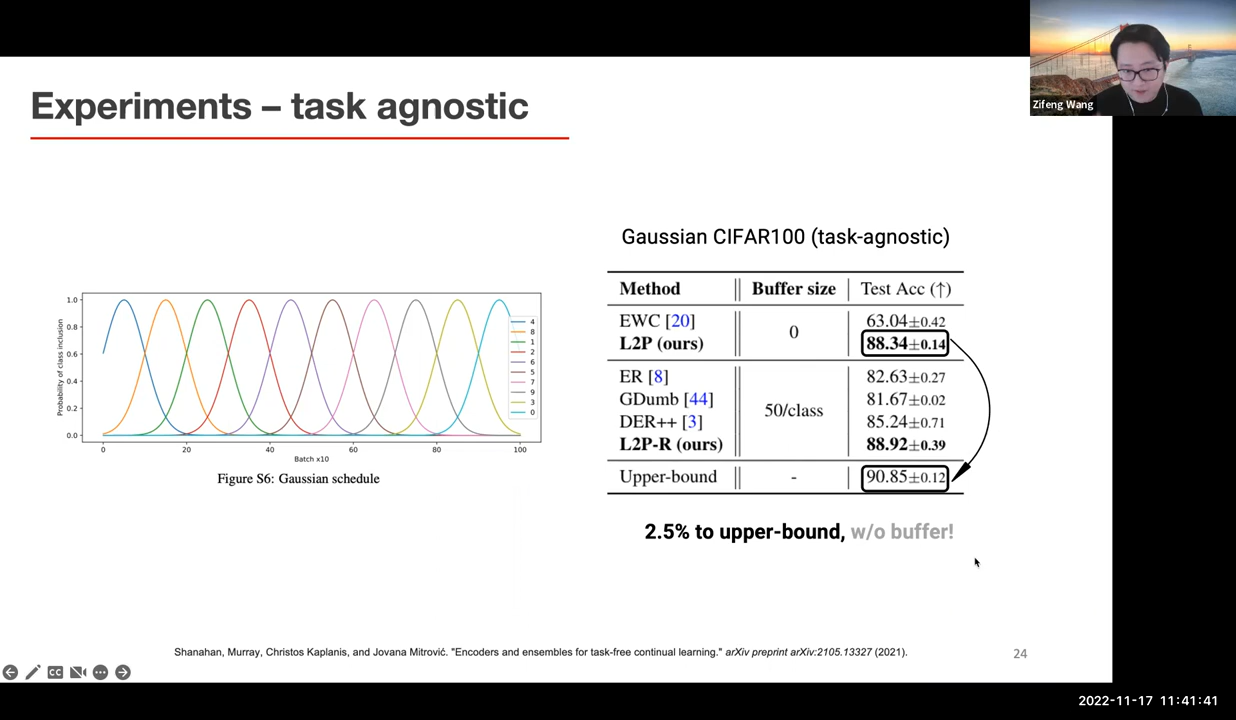 Zifeng Wang
Experiments – task agnostic
Gaussian CIFAR100 (task-agnostic)
Method Buffer size Test Acc (↑)
EWC [20] 0 63.04±0.42
L2P (ours) 88.34±0.14
ER [8] 50/class 82.63±0.27
GDumb [44] 81.67±0.02
DER++ [3] 85.24±0.71
L2P-R (ours) 88.92±0.39
Upper-bound - 90.85±0.12
2.5% to upper-bound, w/o buffer!
Probability of class inclusion
1.0
0.8
0.6
0.4
0.2
0.0
0 20 40 60 80 100
Batch x10
4
8
1
2
6
5
7
9
3
0
Figure S6: Gaussian schedule
Shanahan, Murray, Christos Kaplanis, and Jovana Mitrović. "Encoders and ensembles for task-free continual learning." arXiv preprint arXiv:2105.13327 (2021).
24
CC
2022-11-17 11:41:41